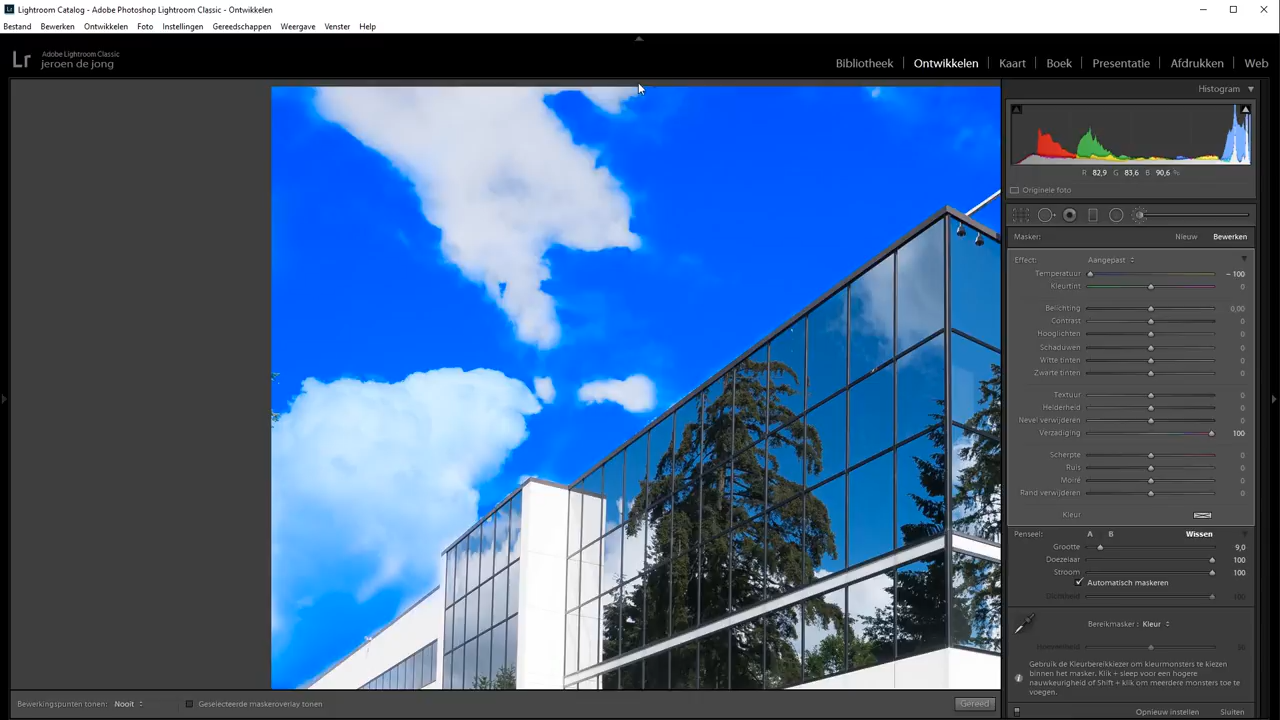 Lightroom Catalog - Adobe Photoshop Lightroom Classic - Ontwikkelen
Bestand Bewerken Ontwikkelen Foto Instellingen Gereedschappen Weergave Venster Help
Lr Adobe Lightroom Classic
jeroen de jong
Bibliotheek Ontwikkelen Kaart Boek Presentatie Afdrukken Web
Histogram
R 82,9 G 83,6 B 90,6 %
Originele foto
Masker: Nieuw Bewerken
Effect: Aangepast
Temperatuur – 100
Kleurtint 0
Belichting 0,00
Contrast 0
Hooglichten 0
Schaduwen 0
Witte tinten 0
Zwarte tinten 0
Textuur 0
Helderheid 0
Nevel verwijderen 0
Verzadiging 100
Scherpte 0
Ruis 0
Moiré 0
Rand verwijderen 0
Kleur
Penseel: A B Wissen
Grootte 9,0
Doezelaar 100
Stroom 100
Automatisch maskeren
Dichtheid 100
Bereikmasker: Kleur
Gebruik de Kleurbereikkiezer om kleurmonsters te kiezen
binnen het masker. Klik + sleep voor een hogere
nauwkeurigheid of Shift + klik om meerdere monsters toe te
voegen.
Bewerkingspunten tonen: Nooit Geselecteerde maskeroverlay tonen Gereed
Opnieuw instellen Sluiten